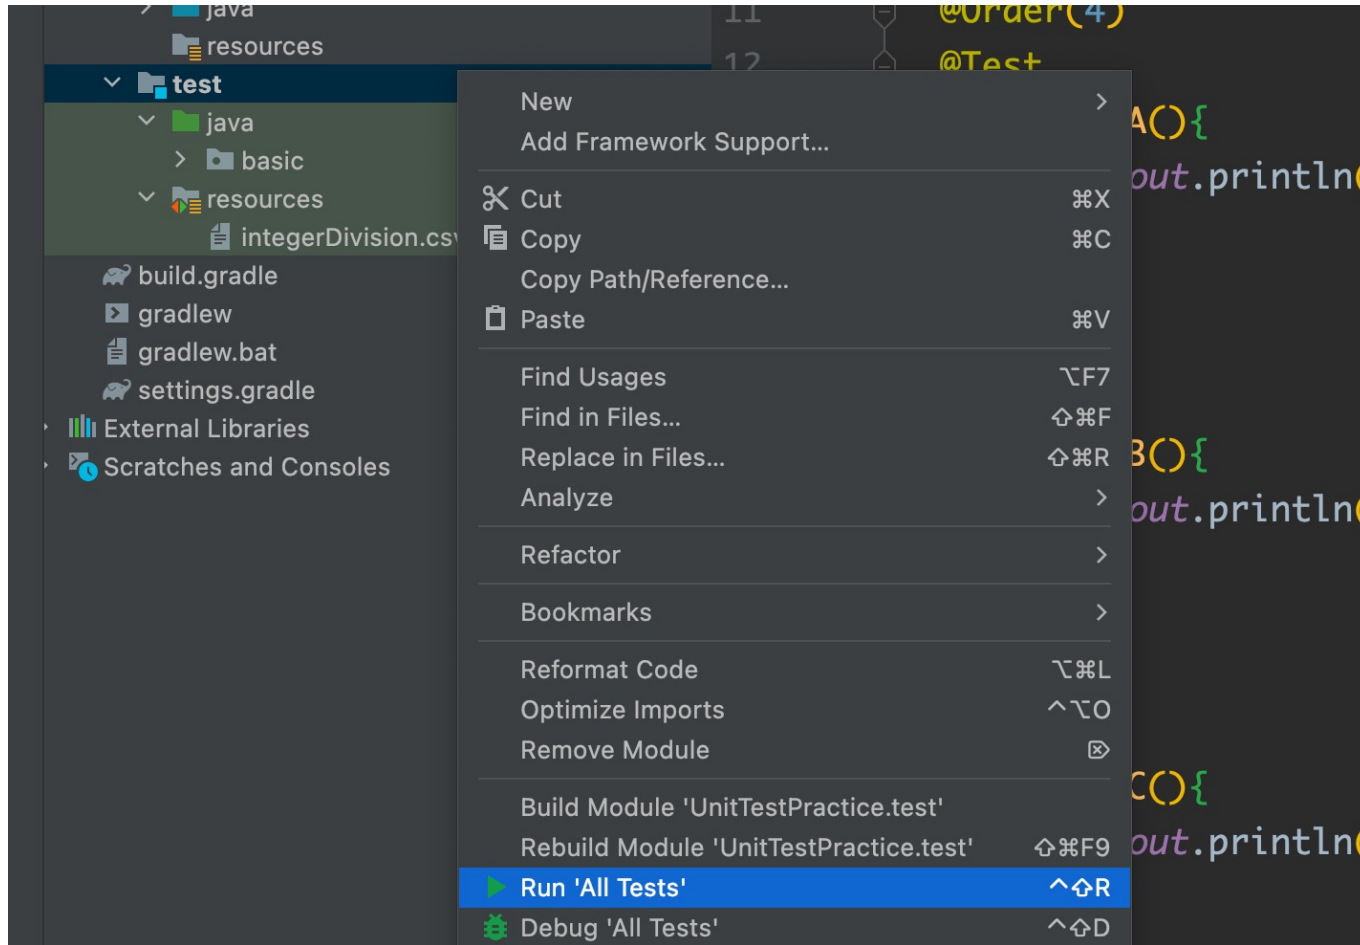 java
resources
test
java
basic
resources
integerDivision.csv
build.gradle
gradlew
gradlew.bat
settings.gradle
External Libraries
Scratches and Consoles
New
Add Framework Support...
Cut ⌘X
Copy ⌘C
Copy Path/Reference...
Paste ⌘V
Find Usages ⌥F7
Find in Files... ⇧⌘F
Replace in Files... ⇧⌘R
Analyze
Refactor
Bookmarks
Reformat Code ⌥⌘L
Optimize Imports ^⌥O
Remove Module ⌦
Build Module 'UnitTestPractice.test'
Rebuild Module 'UnitTestPractice.test' ⇧⌘F9
Run 'All Tests' ^⇧R
Debug 'All Tests' ^⇧D
11 @Order(4)
12 @Test
A(){
out.println(
B(){
out.println(
C(){
out.println(